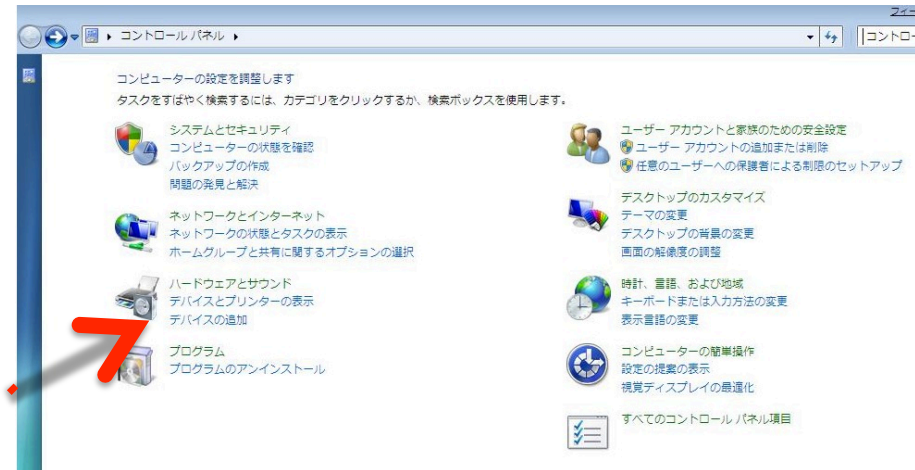 コントロール パネル
コンピューターの設定を調整します
タスクをすばやく検索するには、カテゴリをクリックするか、検索ボックスを使用します。
システムとセキュリティ
コンピューターの状態を確認
バックアップの作成
問題の発見と解決
ネットワークとインターネット
ネットワークの状態とタスクの表示
ホームグループと共有に関するオプションの選択
ハードウェアとサウンド
デバイスとプリンターの表示
デバイスの追加
プログラム
プログラムのアンインストール
ユーザー アカウントと家族のための安全設定
ユーザー アカウントの追加または削除
任意のユーザーへの保護者による制限のセットアップ
デスクトップのカスタマイズ
テーマの変更
デスクトップの背景の変更
画面の解像度の調整
時計、言語、および地域
キーボードまたは入力方法の変更
表示言語の変更
コンピューターの簡単操作
設定の提案の表示
視覚ディスプレイの最適化
すべてのコントロール パネル項目